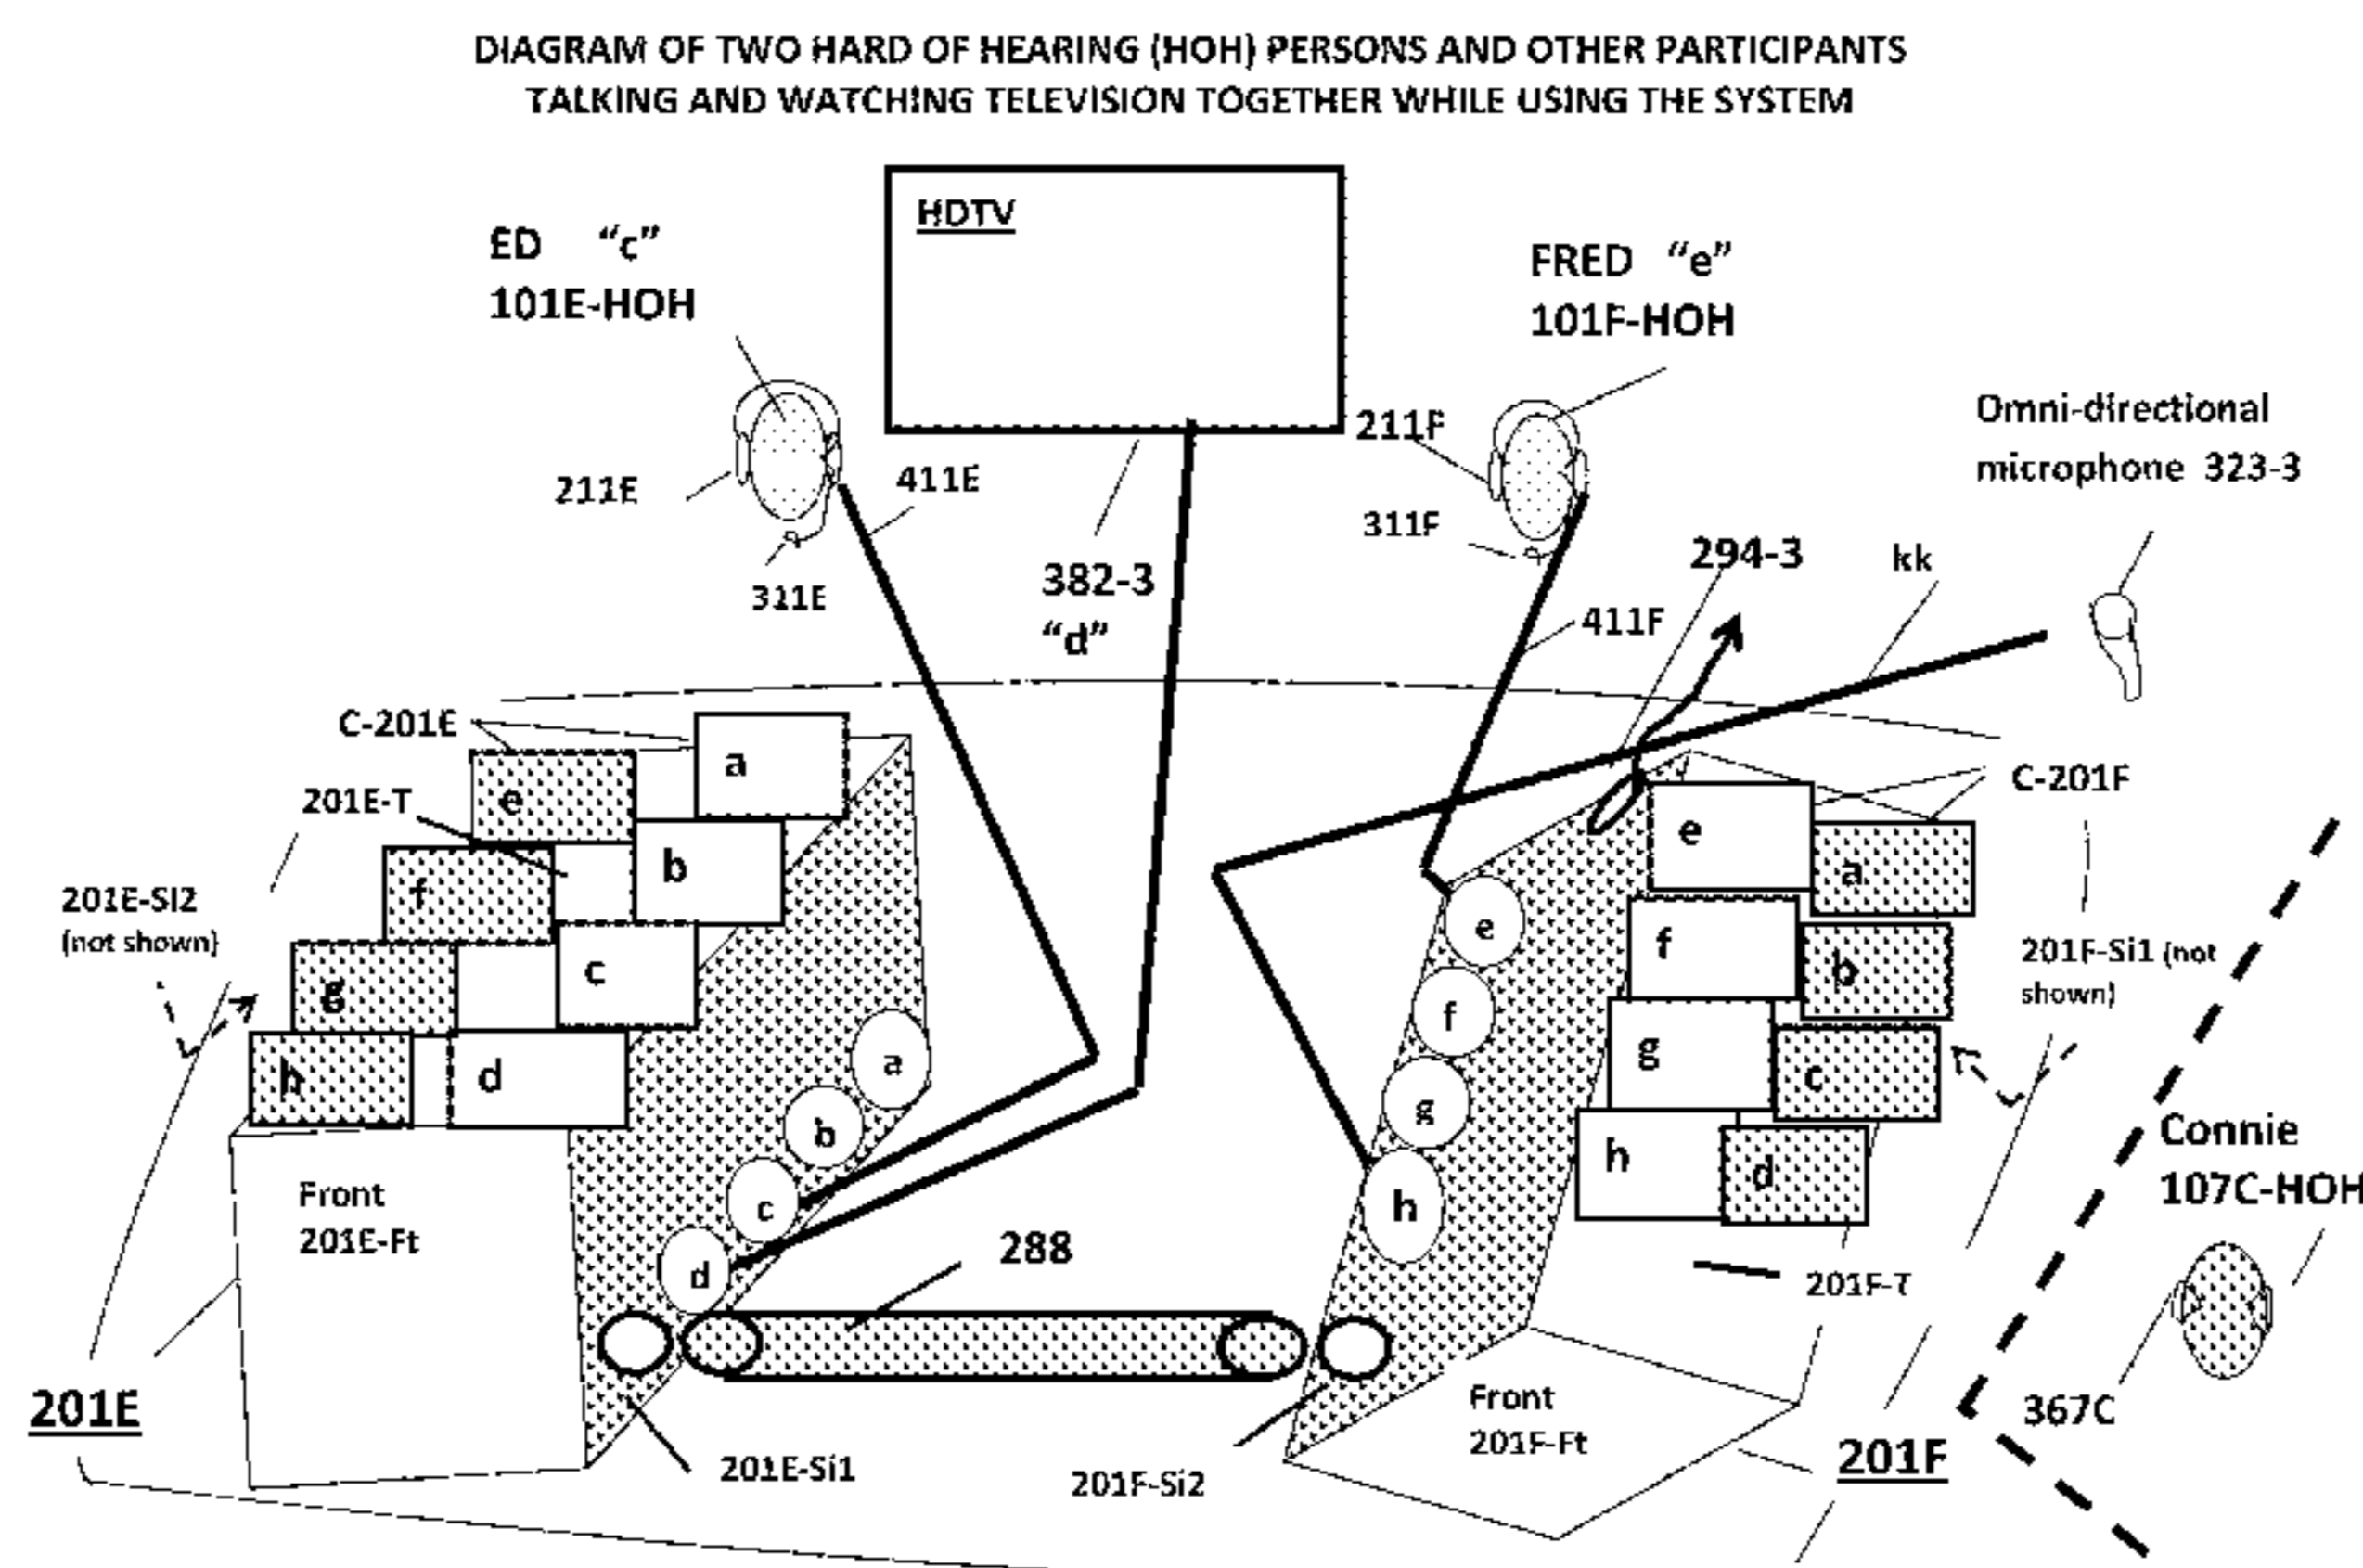 DIAGRAM OF TWO HARD OF HEARING (HOH) PERSONS AND OTHER PARTICIPANTS
TALKING AND WATCHING TELEVISION TOGETHER WHILE USING THE SYSTEM
HDTV
ED "c"
101E-HOH
FRED "e"
101F-HOH
211F
Omni-directional
microphone 323-3
211E
411E
311F
311E
382-3
"d"
294-3
kk
411F
C-201E
a
e
201E-T
b
f
201E-Si2
(not shown)
c
g
h
d
Front
201E-Ft
a
b
c
d
288
201E
201E-Si1
C-201F
e
a
e
f
b
f
201F-Si1 (not
shown)
g
c
g
h
d
h
Connie
107C-HOH
201F-T
Front
201F-Ft
367C
201F
201F-Si2